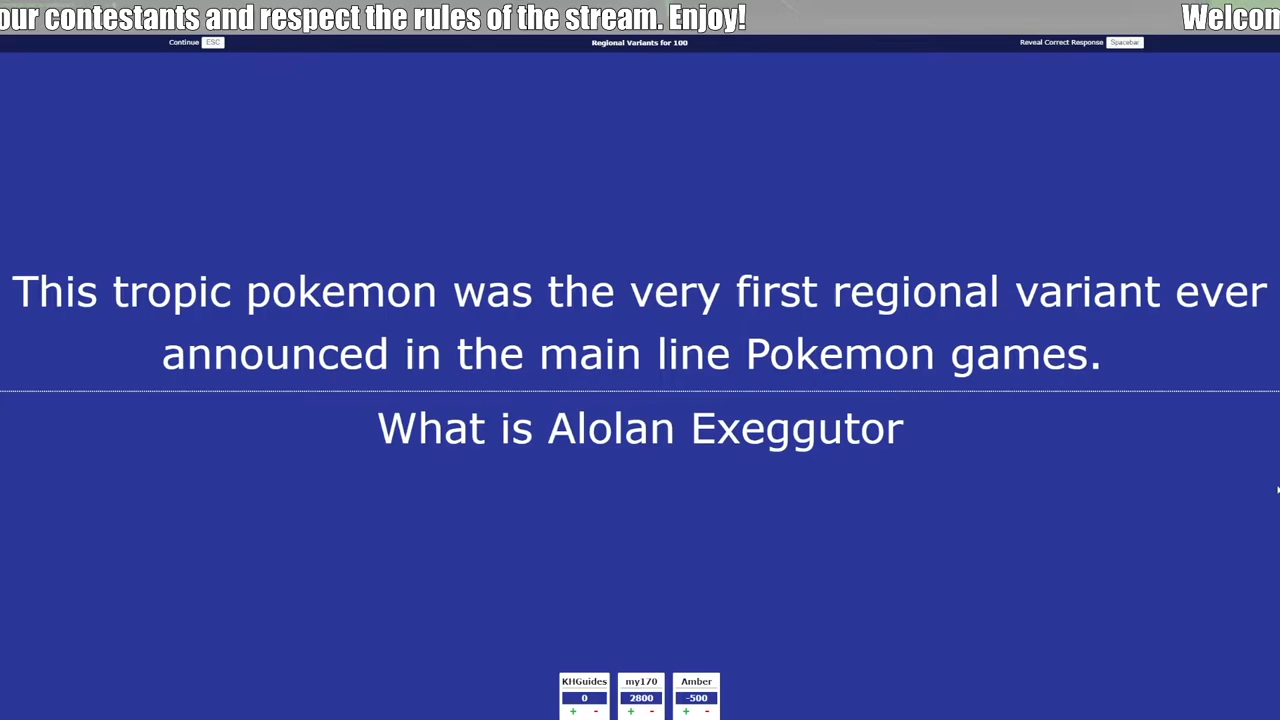 our contestants and respect the rules of the stream. Enjoy! Welcon
Continue ESC Regional Variants for 100 Reveal Correct Response Spacebar
This tropic pokemon was the very first regional variant ever
announced in the main line Pokemon games.
What is Alolan Exeggutor
KHGuides my170 Amber
0 2800 -500
+ - + - + -